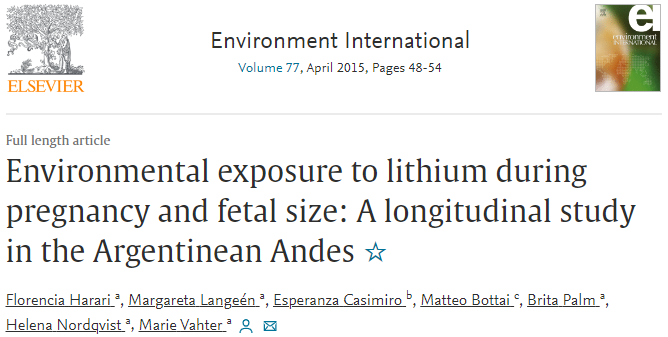 Environment International
Volume 77, April 2015, Pages 48-54
ELSEVIER
e
environment
INTERNATIONAL
Full length article
Environmental exposure to lithium during
pregnancy and fetal size: A longitudinal study
in the Argentinean Andes ☆
Florencia Harari a, Margareta Langeén a, Esperanza Casimiro b, Matteo Bottai c, Brita Palm a,
Helena Nordqvist a, Marie Vahter a